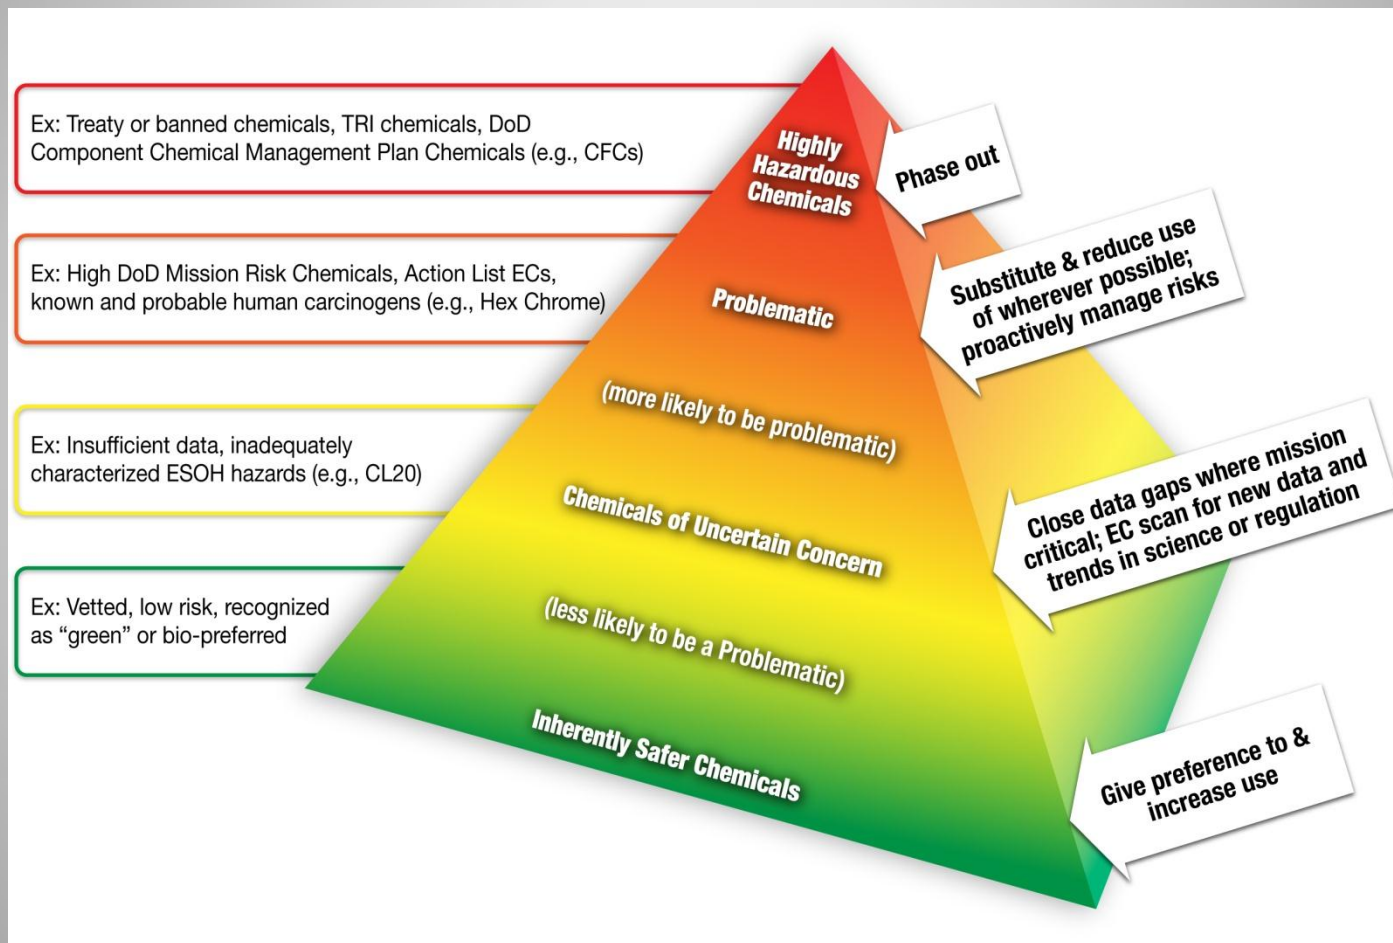 Ex: Treaty or banned chemicals, TRI chemicals, DoD
Component Chemical Management Plan Chemicals (e.g., CFCs)
Highly
Hazardous
Chemicals
Phase out
Ex: High DoD Mission Risk Chemicals, Action List ECs,
known and probable human carcinogens (e.g., Hex Chrome)
Problematic
Substitute & reduce use
of wherever possible;
proactively manage risks
(more likely to be problematic)
Ex: Insufficient data, inadequately
characterized ESOH hazards (e.g., CL20)
Chemicals of Uncertain Concern
Close data gaps where mission
critical; EC scan for new data and
trends in science or regulation
(less likely to be a Problematic)
Ex: Vetted, low risk, recognized
as “green” or bio-preferred
Inherently Safer Chemicals
Give preference to &
increase use